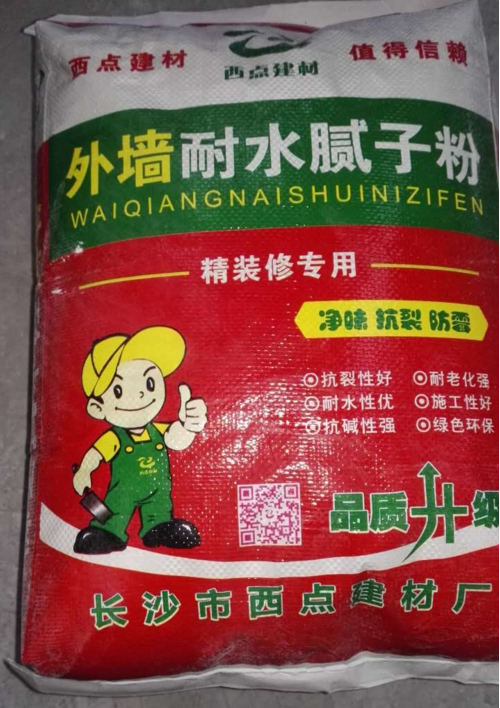 西点建材 值得信赖
西点建材
外墙耐水腻子粉
WAIQIANGNAISHUINIZIFEN
精装修专用
净味 抗裂 防霉
抗裂性好 耐老化强
耐水性优 施工性好
抗碱性强 绿色环保
品质升级
长沙市西点建材厂